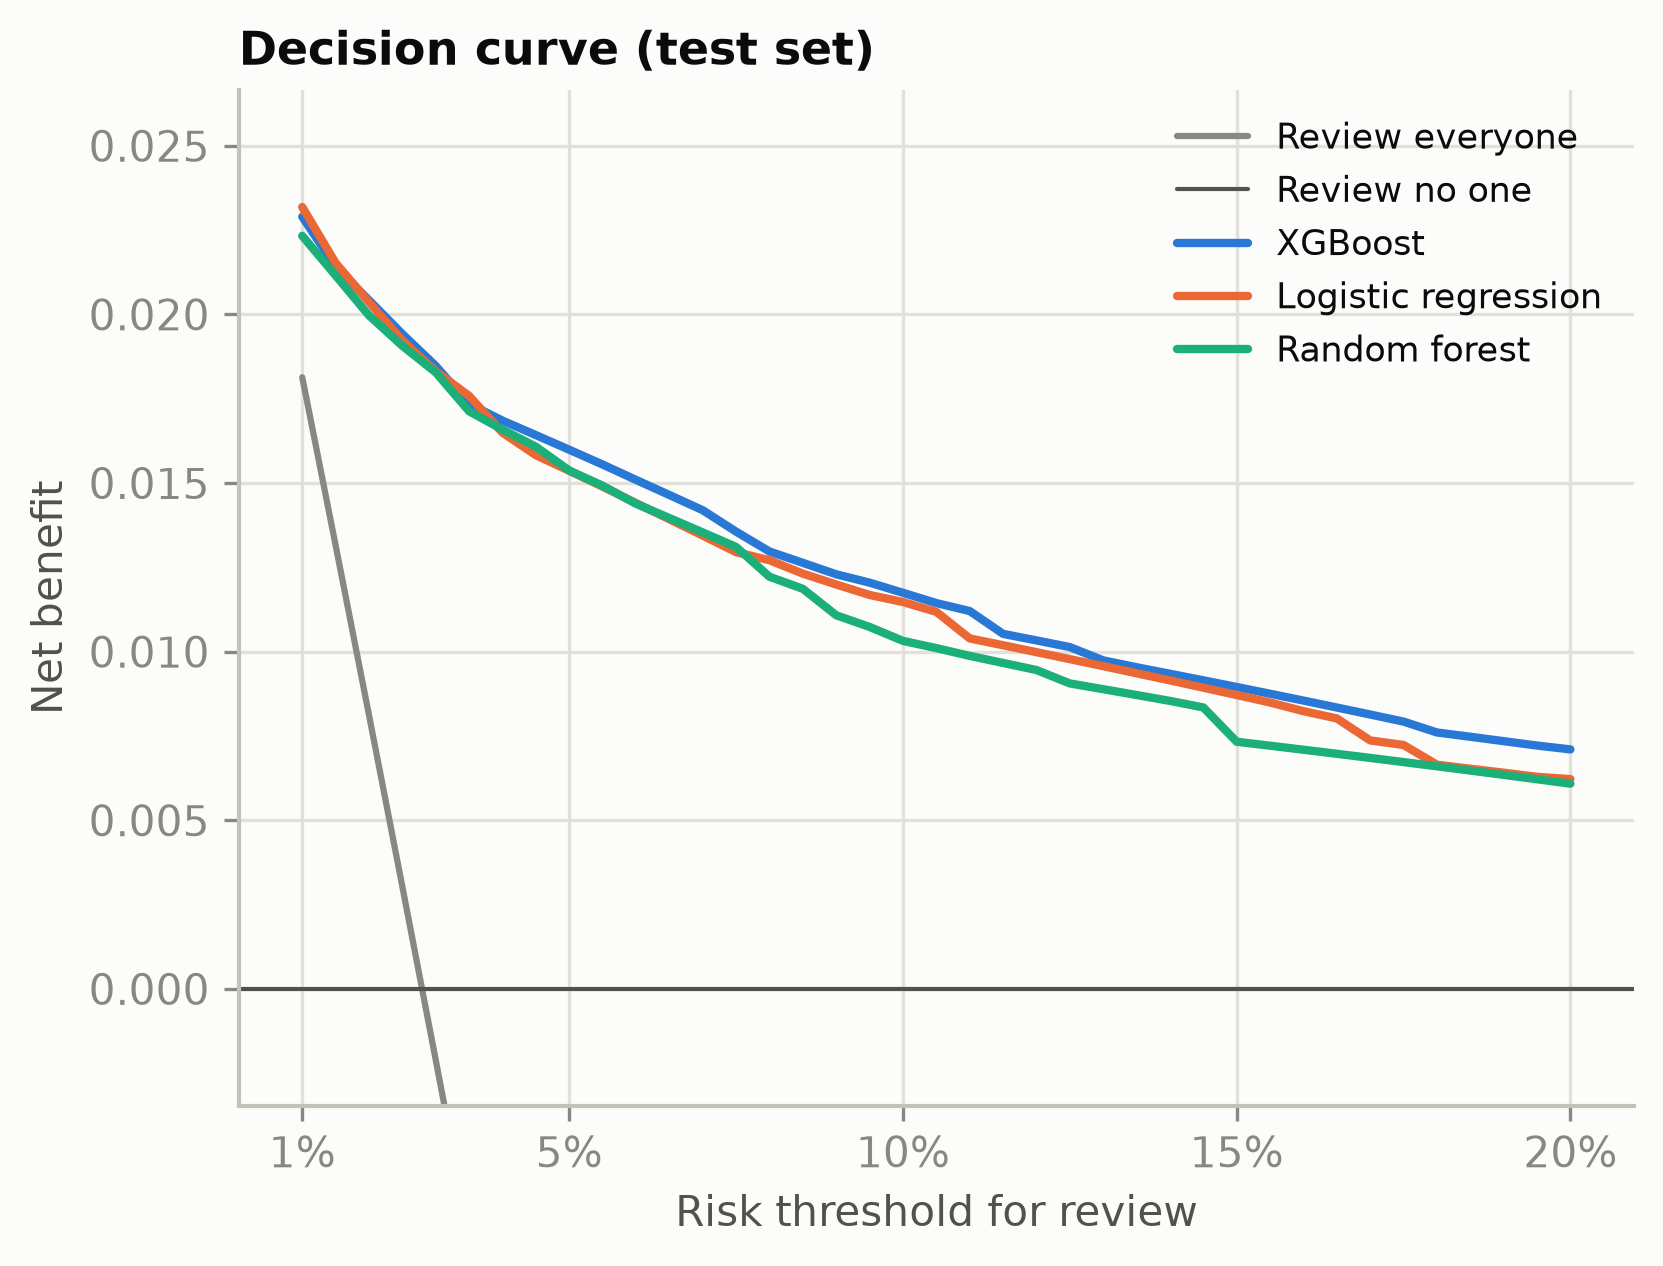 Decision curve (test set)
Review everyone
Review no one
XGBoost
Logistic regression
Random forest
Net benefit
0.025
0.020
0.015
0.010
0.005
0.000
1% 5% 10% 15% 20%
Risk threshold for review